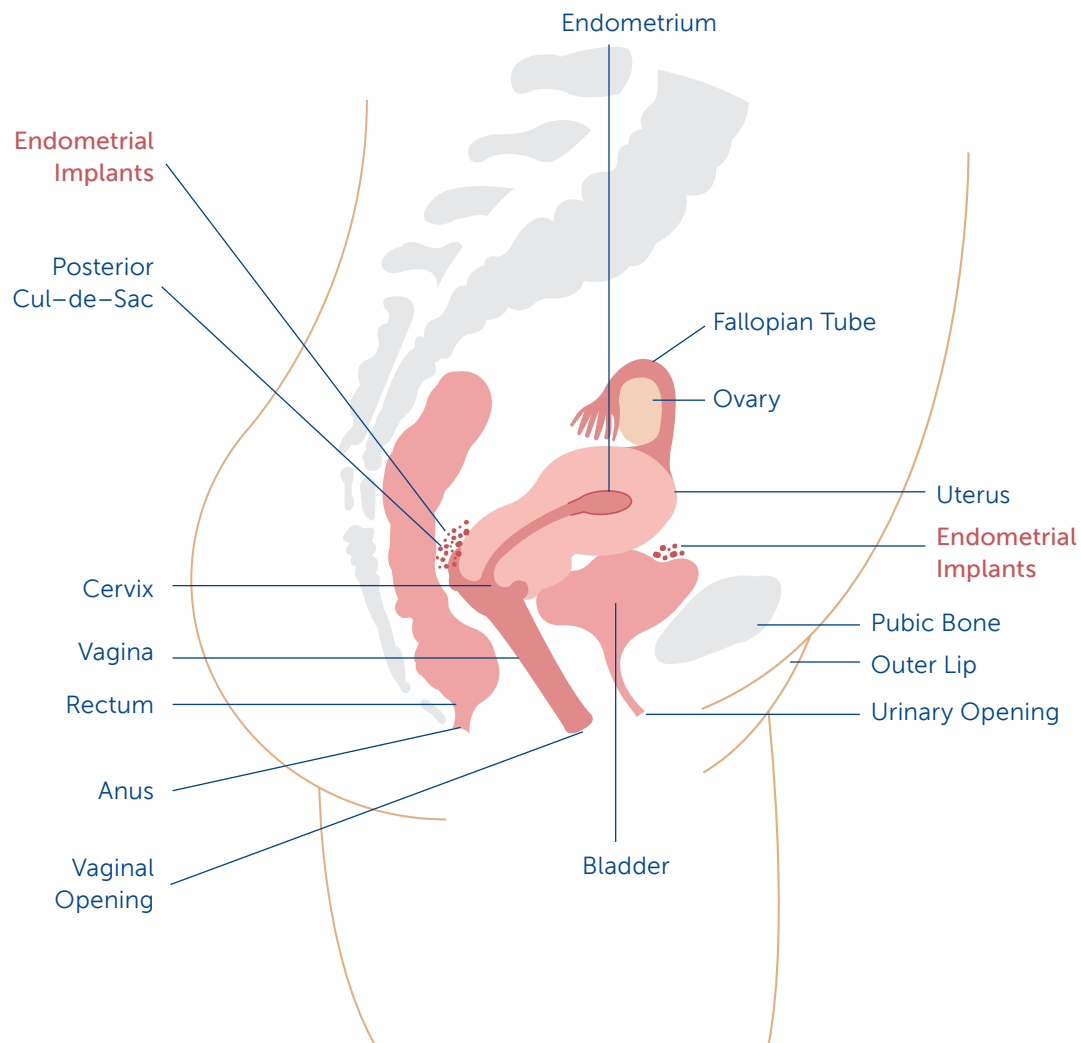 Endometrium
Endometrial
Implants
Posterior
Cul–de–Sac
Fallopian Tube
Ovary
Uterus
Endometrial
Implants
Cervix
Pubic Bone
Vagina
Outer Lip
Rectum
Urinary Opening
Anus
Bladder
Vaginal
Opening